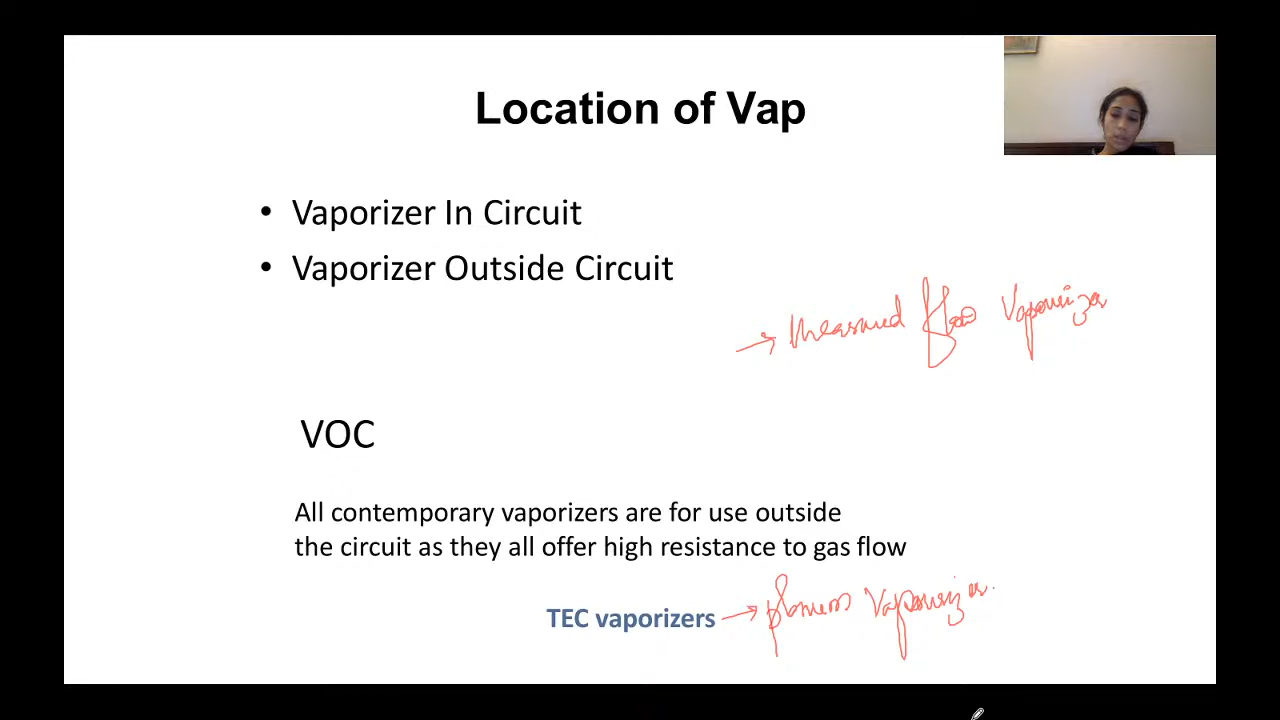 Location of Vap
• Vaporizer In Circuit
• Vaporizer Outside Circuit
→ Measured flow Vaporizer
VOC
All contemporary vaporizers are for use outside
the circuit as they all offer high resistance to gas flow
TEC vaporizers → plenum Vaporizer.